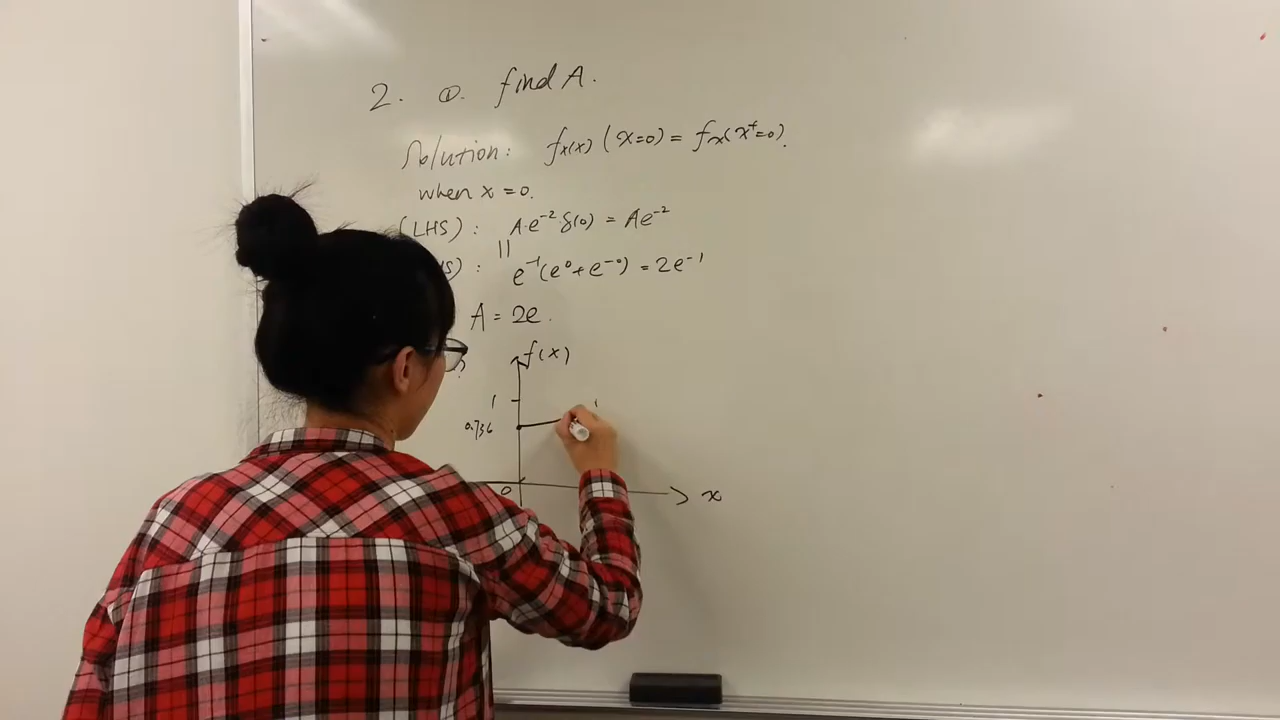 2. ①. find A.
Solution: fx(x) (x=0) = fx(x⁺=0).
when x = 0.
(LHS): A·e⁻²·δ(0) = Ae⁻²
||
S): e⁻¹(e⁰+e⁻⁰) = 2e⁻¹
A = 2e.
f(x)
1
0.736
0
x